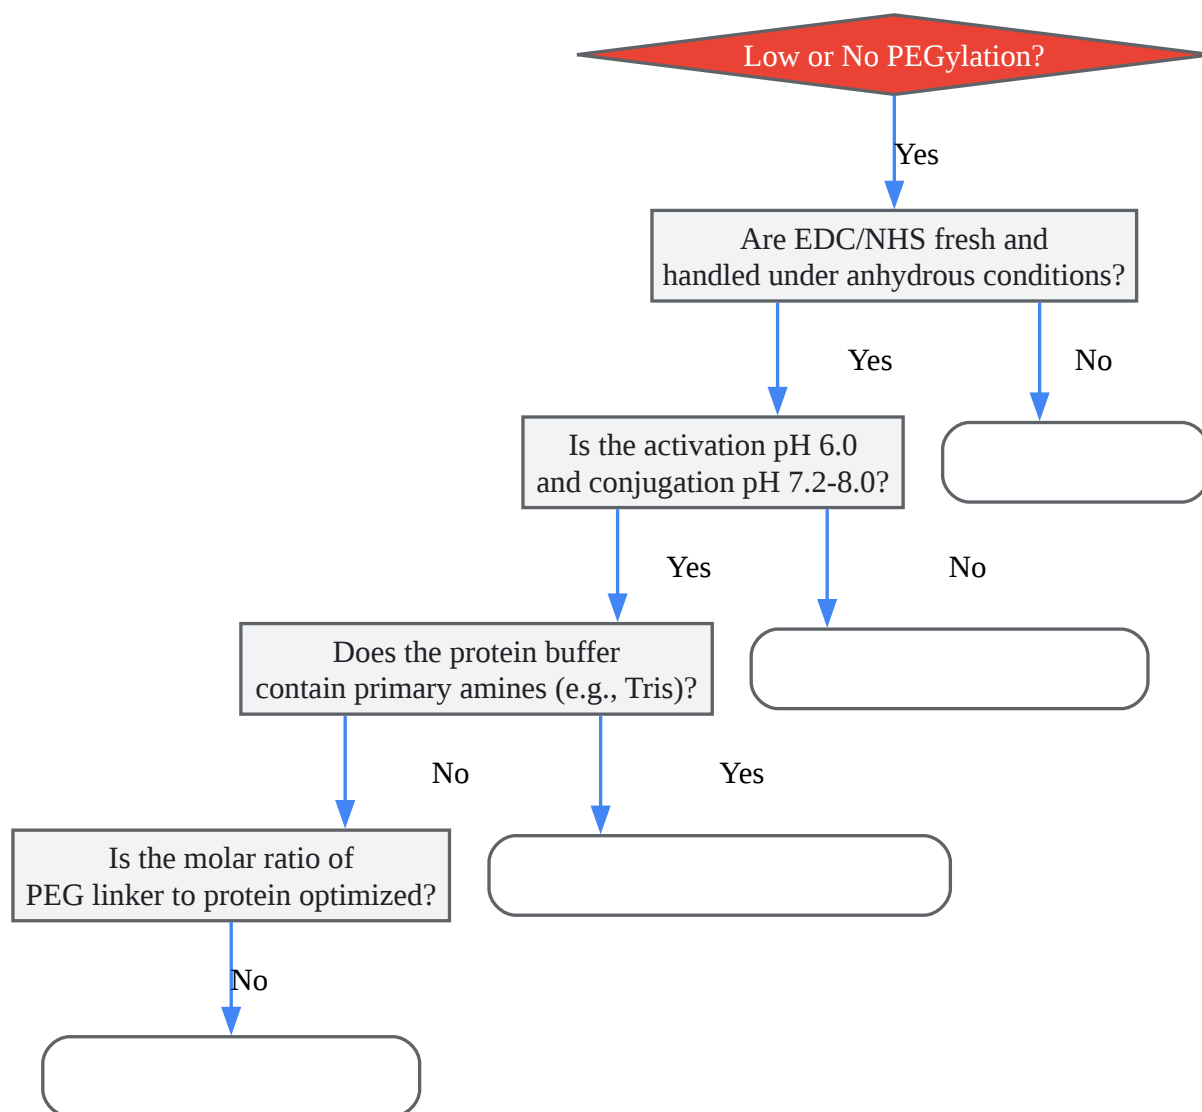 Low or No PEGylation?
Yes
Are EDC/NHS fresh and
handled under anhydrous conditions?
Yes
No
Is the activation pH 6.0
and conjugation pH 7.2-8.0?
Yes
No
Does the protein buffer
contain primary amines (e.g., Tris)?
No
Yes
Is the molar ratio of
PEG linker to protein optimized?
No